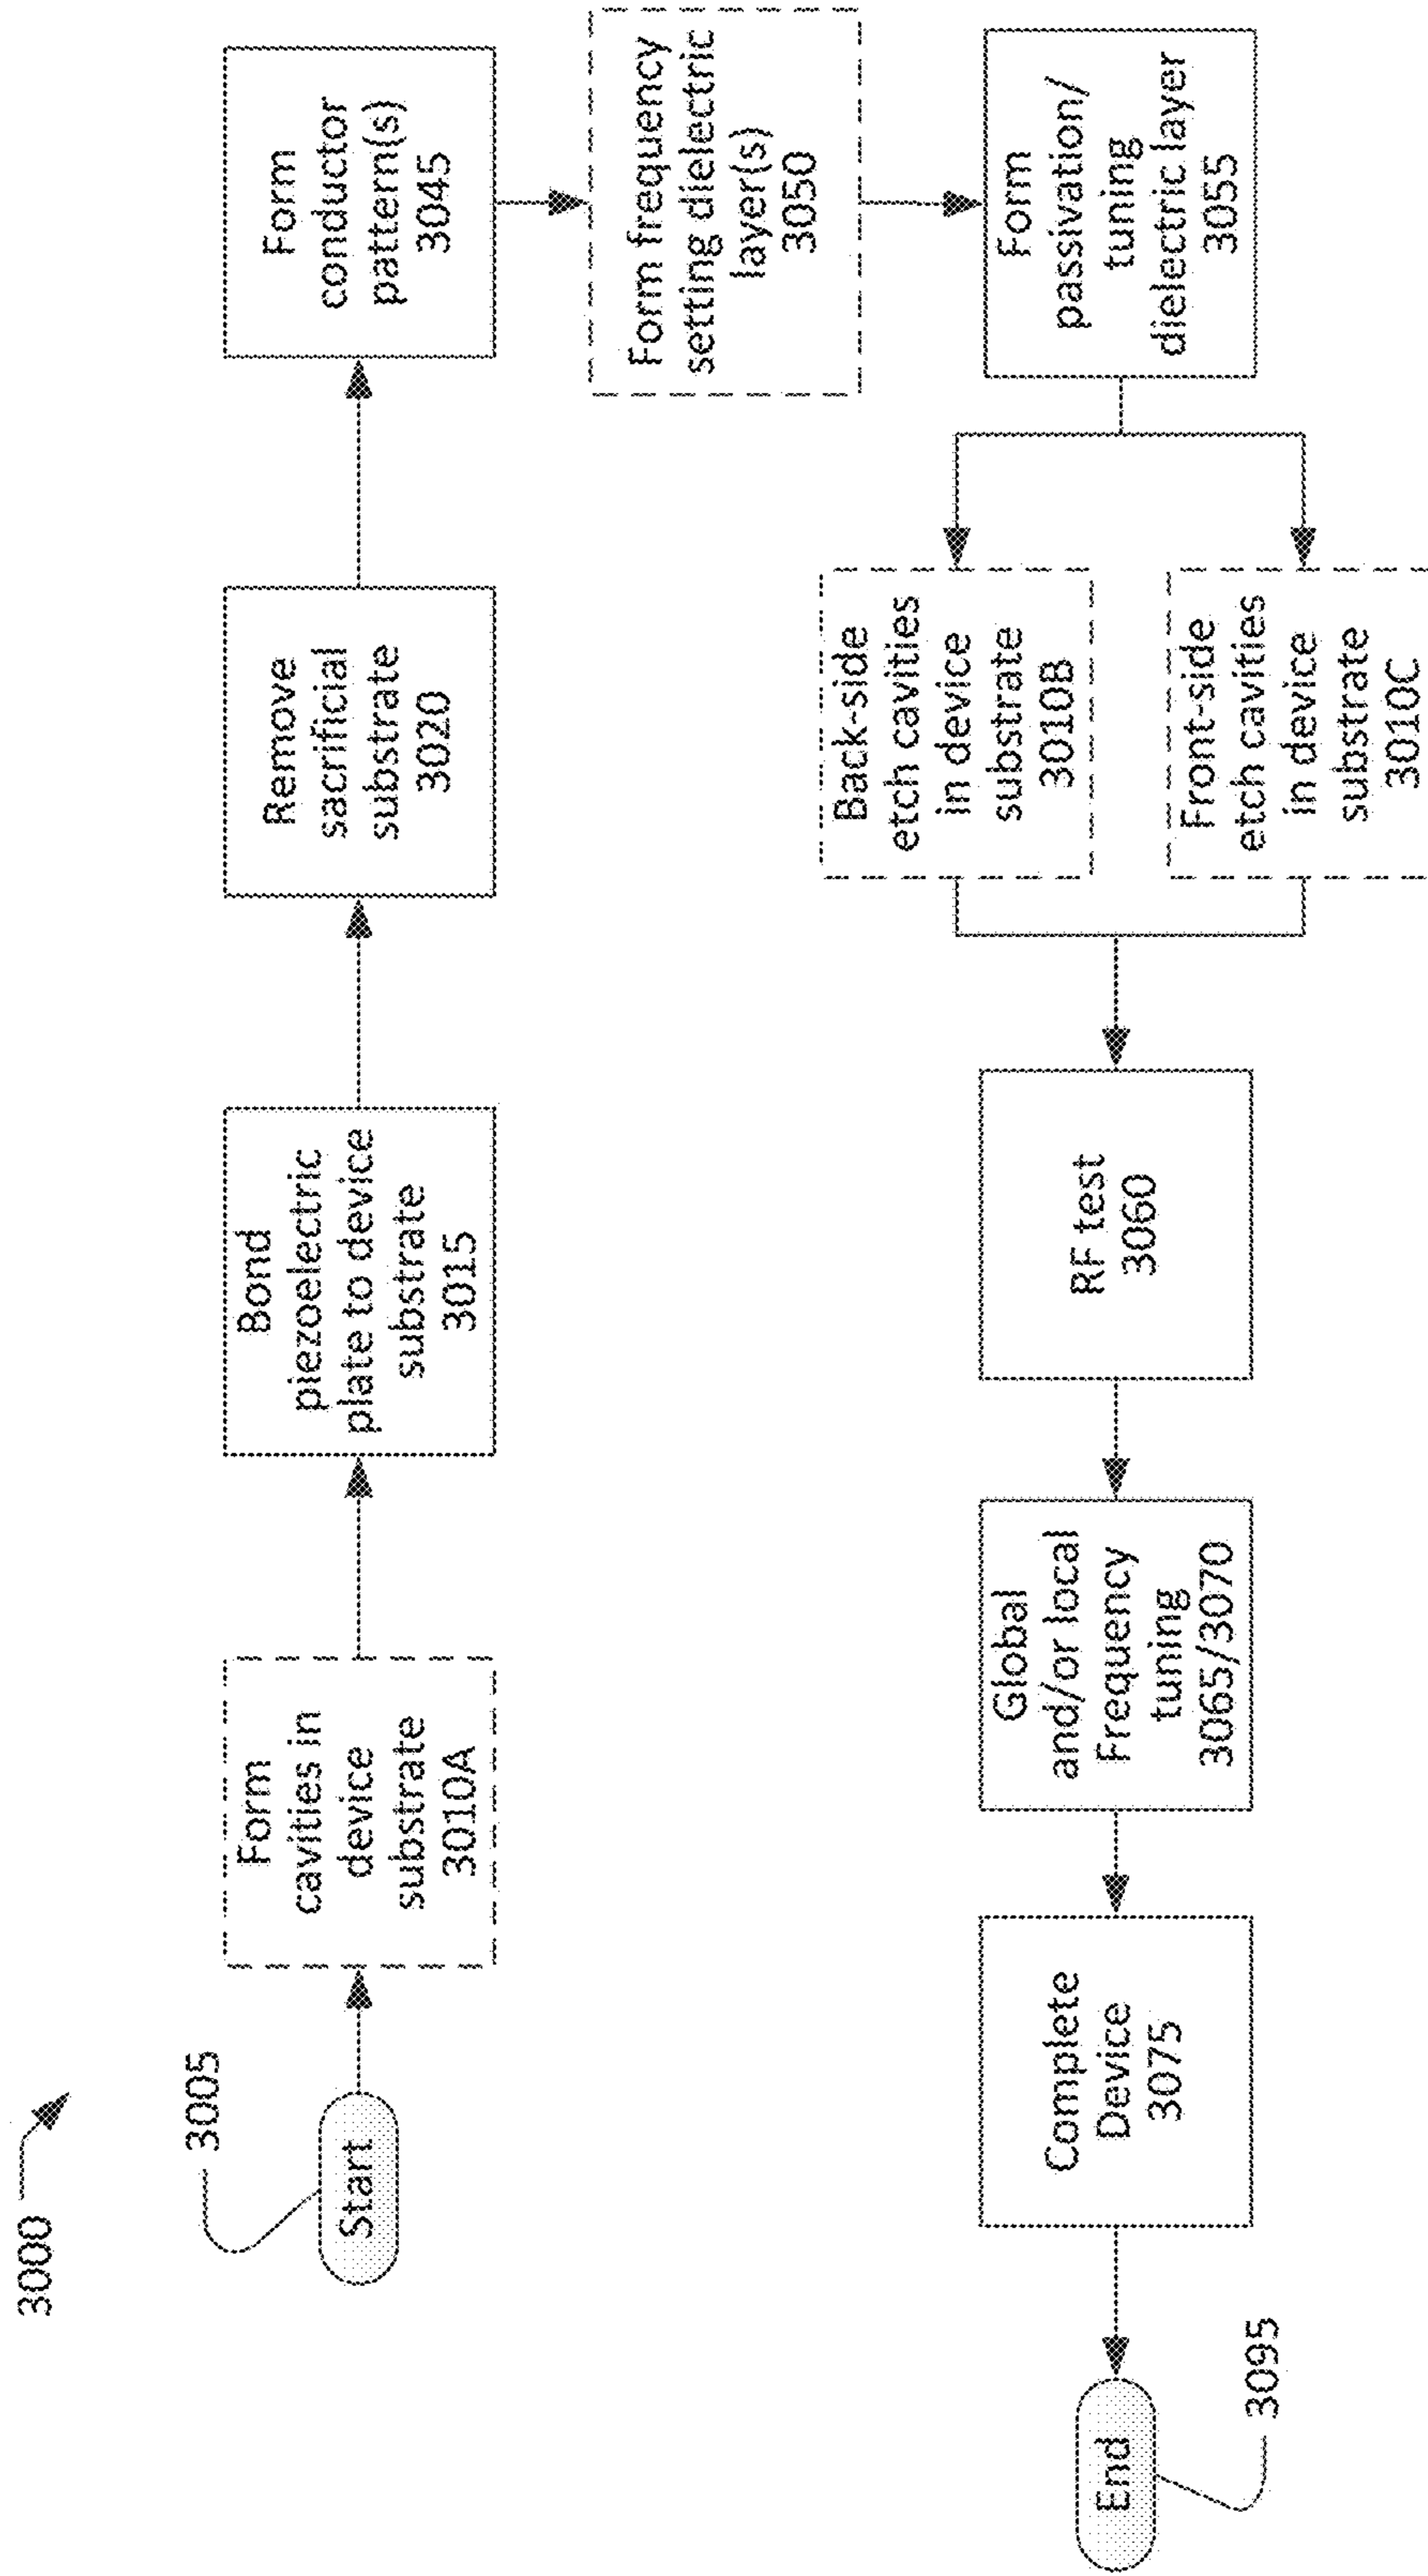 3000
3005
Start
Form
cavities in
device
substrate
3010A
Bond
piezoelectric
plate to device
substrate
3015
Remove
sacrificial
substrate
3020
Form
conductor
pattern(s)
3045
Form frequency
setting dielectric
layer(s)
3050
Form
passivation/
tuning
dielectric layer
3055
Back-side
etch cavities
in device
substrate
3010B
Front-side
etch cavities
in device
substrate
3010C
RF test
3060
Global
and/or local
Frequency
tuning
3065/3070
Complete
Device
3075
End
3095